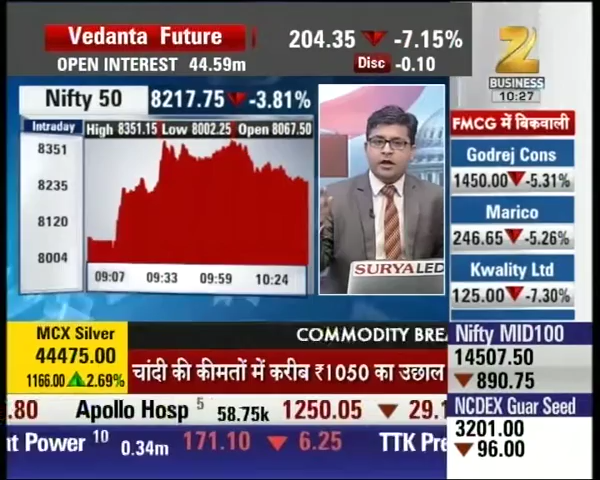 Vedanta Future
204.35 -7.15%
OPEN INTEREST 44.59m
Disc -0.10
Z
BUSINESS
10:27
Nifty 50 8217.75 -3.81%
Intraday High 8351.15 Low 8002.25 Open 8067.50
8351
8235
8120
8004
09:07 09:33 09:59 10:24
SURYA LED
FMCG में बिकवाली
Godrej Cons
1450.00 -5.31%
Marico
246.65 -5.26%
Kwality Ltd
125.00 -7.30%
MCX Silver
44475.00
1166.00 2.69%
COMMODITY BREA
चांदी की कीमतों में करीब ₹1050 का उछाल
Nifty MID100
14507.50
890.75
NCDEX Guar Seed
3201.00
96.00
.80 Apollo Hosp 5 58.75k 1250.05 29.1
t Power 10 0.34m 171.10 6.25 TTK Pre